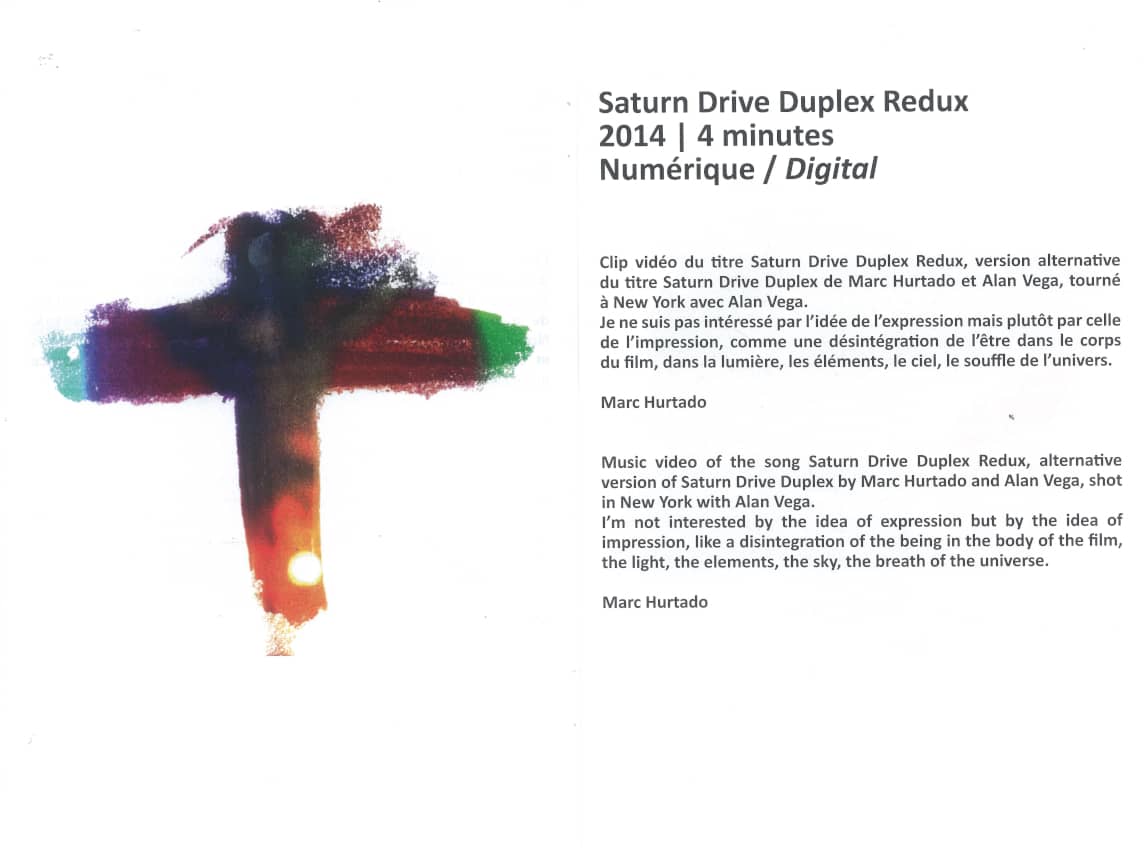 Saturn Drive Duplex Redux
2014 | 4 minutes
Numérique / Digital
Clip vidéo du titre Saturn Drive Duplex Redux, version alternative
du titre Saturn Drive Duplex de Marc Hurtado et Alan Vega, tourné
à New York avec Alan Vega.
Je ne suis pas intéressé par l'idée de l'expression mais plutôt par celle
de l'impression, comme une désintégration de l'être dans le corps
du film, dans la lumière, les éléments, le ciel, le souffle de l'univers.
Marc Hurtado
Music video of the song Saturn Drive Duplex Redux, alternative
version of Saturn Drive Duplex by Marc Hurtado and Alan Vega, shot
in New York with Alan Vega.
I'm not interested by the idea of expression but by the idea of
impression, like a disintegration of the being in the body of the film,
the light, the elements, the sky, the breath of the universe.
Marc Hurtado